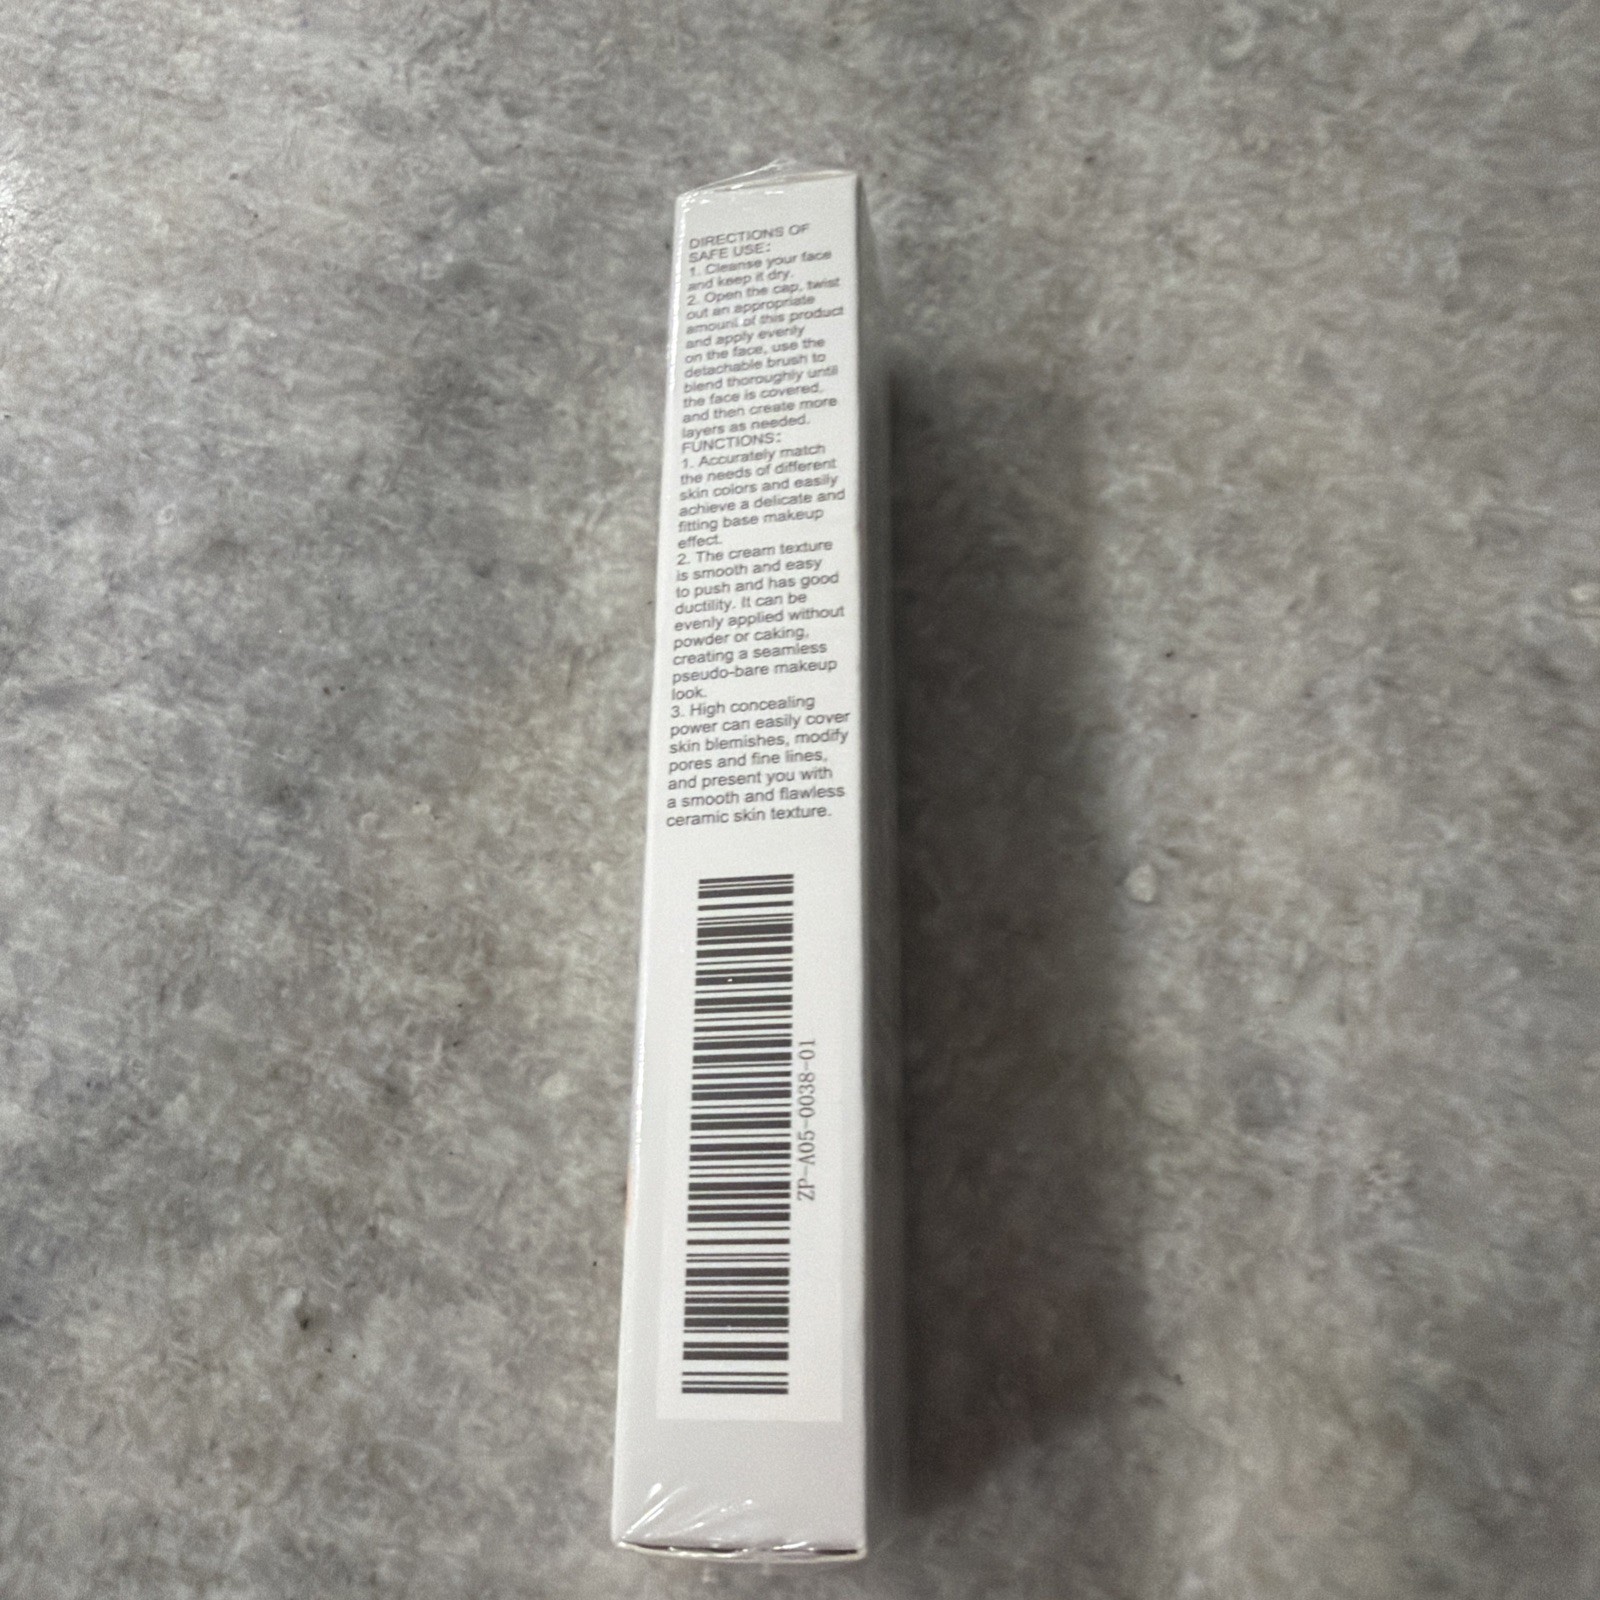 DIRECTIONS OF
SAFE USE:
1. Cleanse your face
and keep it dry.
2. Open the cap, twist
out an appropriate
amount of this product
and apply evenly
on the face, use the
detachable brush to
blend thoroughly until
the face is covered,
and then create more
layers as needed.
FUNCTIONS:
1. Accurately match
the needs of different
skin colors and easily
achieve a delicate and
fitting base makeup
effect.
2. The cream texture
is smooth and easy
to push and has good
ductility. It can be
evenly applied without
powder or caking,
creating a seamless
pseudo-bare makeup
look.
3. High concealing
power can easily cover
skin blemishes, modify
pores and fine lines,
and present you with
a smooth and flawless
ceramic skin texture.
ZP-A05-0038-01